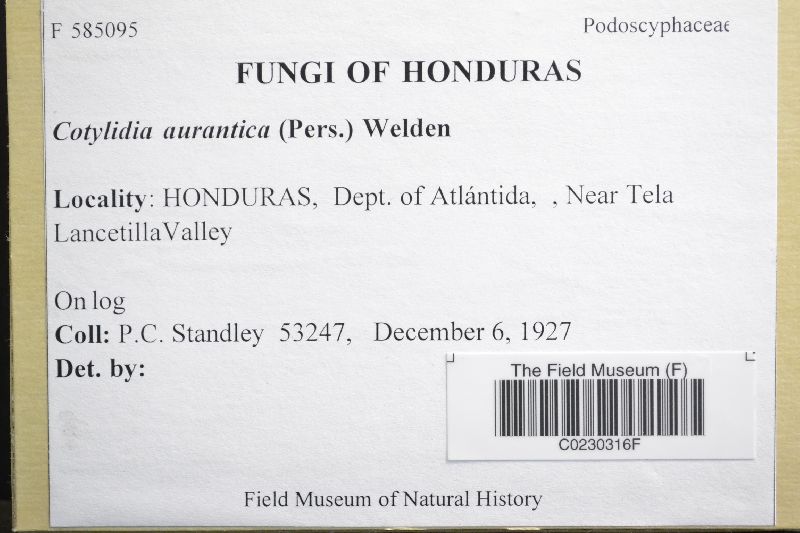 F 585095
Podoscyphaceae
FUNGI OF HONDURAS
Cotylidia aurantica (Pers.) Welden
Locality: HONDURAS, Dept. of Atlántida, , Near Tela
LancetillaValley
On log
Coll: P.C. Standley 53247, December 6, 1927
Det. by:
The Field Museum (F)
C0230316F
Field Museum of Natural History